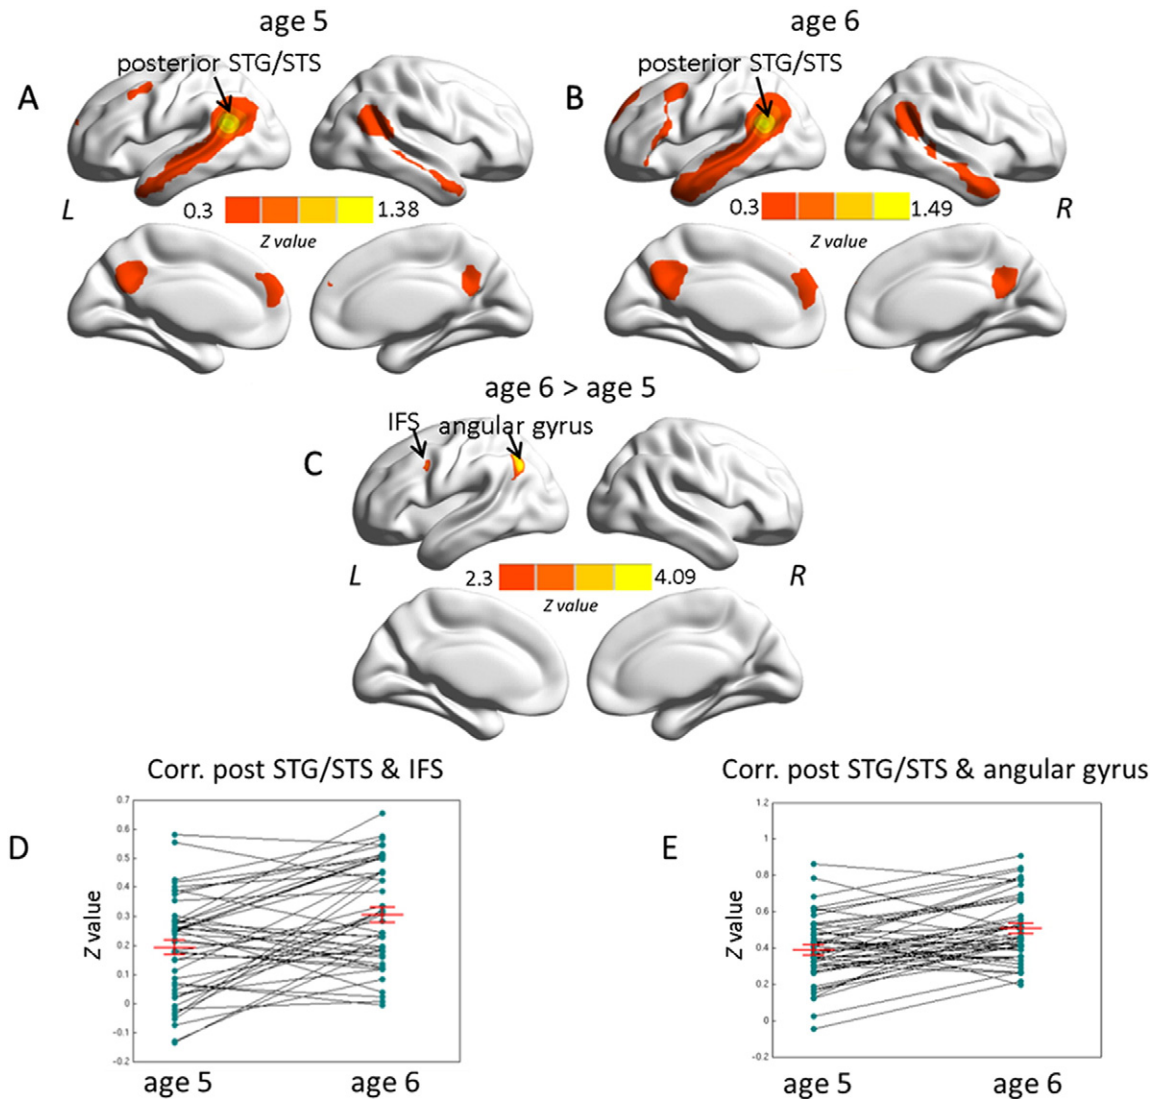 age 5
age 6
posterior STG/STS
posterior STG/STS
A
B
L
0.3
1.38
Z value
0.3
1.49
Z value
R
age 6 > age 5
IFS
angular gyrus
C
L
2.3
4.09
Z value
R
Corr. post STG/STS & IFS
Corr. post STG/STS & angular gyrus
D
Z value
0.7
0.6
0.5
0.4
0.3
0.2
0.1
0
-0.1
-0.2
age 5
age 6
E
Z value
1.2
1
0.8
0.6
0.4
0.2
0
-0.2
age 5
age 6